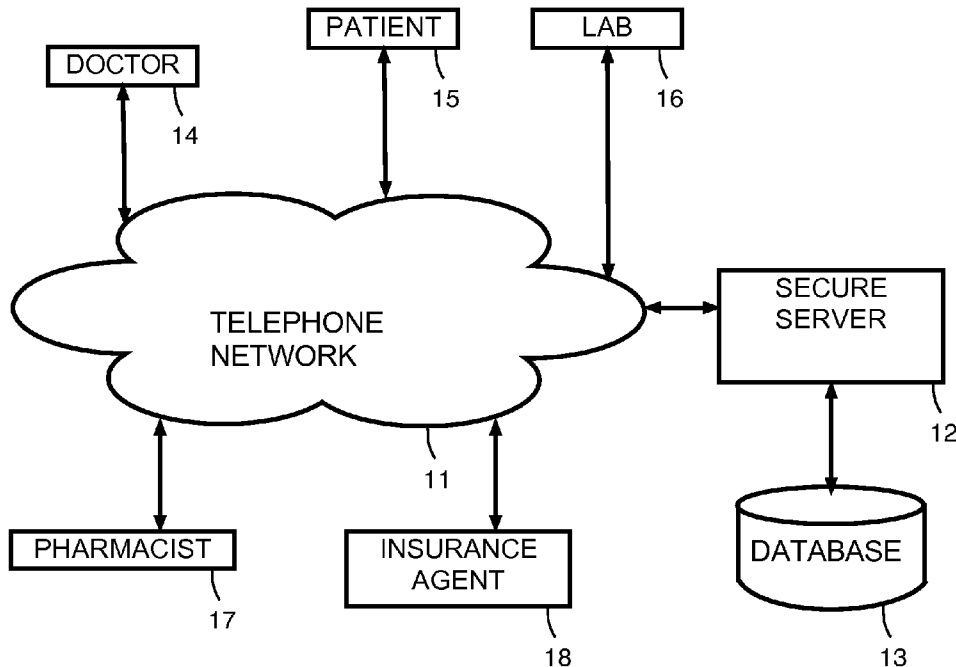 PATIENT
LAB
DOCTOR
15
16
14
TELEPHONE
NETWORK
SECURE
SERVER
12
11
PHARMACIST
INSURANCE
AGENT
DATABASE
17
18
13